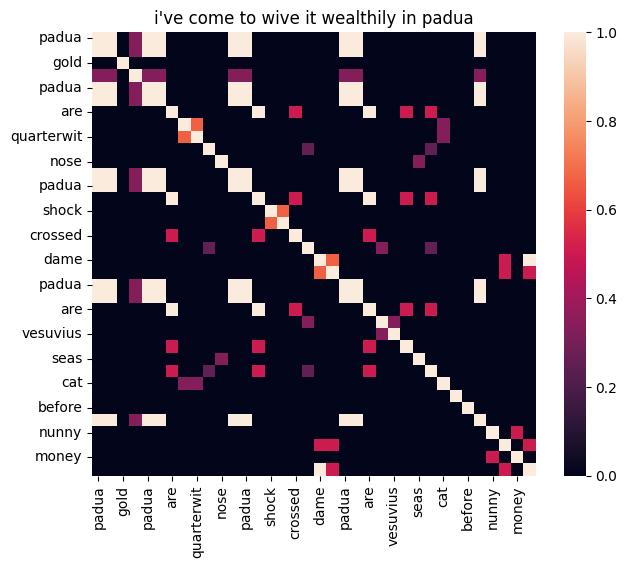 i've come to wive it wealthily in padua
padua
gold
padua
are
quarterwit
nose
padua
shock
crossed
dame
padua
are
vesuvius
seas
cat
before
nunny
money
1.0
0.8
0.6
0.4
0.2
0.0
padua
gold
padua
are
quarterwit
nose
padua
shock
crossed
dame
padua
are
vesuvius
seas
cat
before
nunny
money